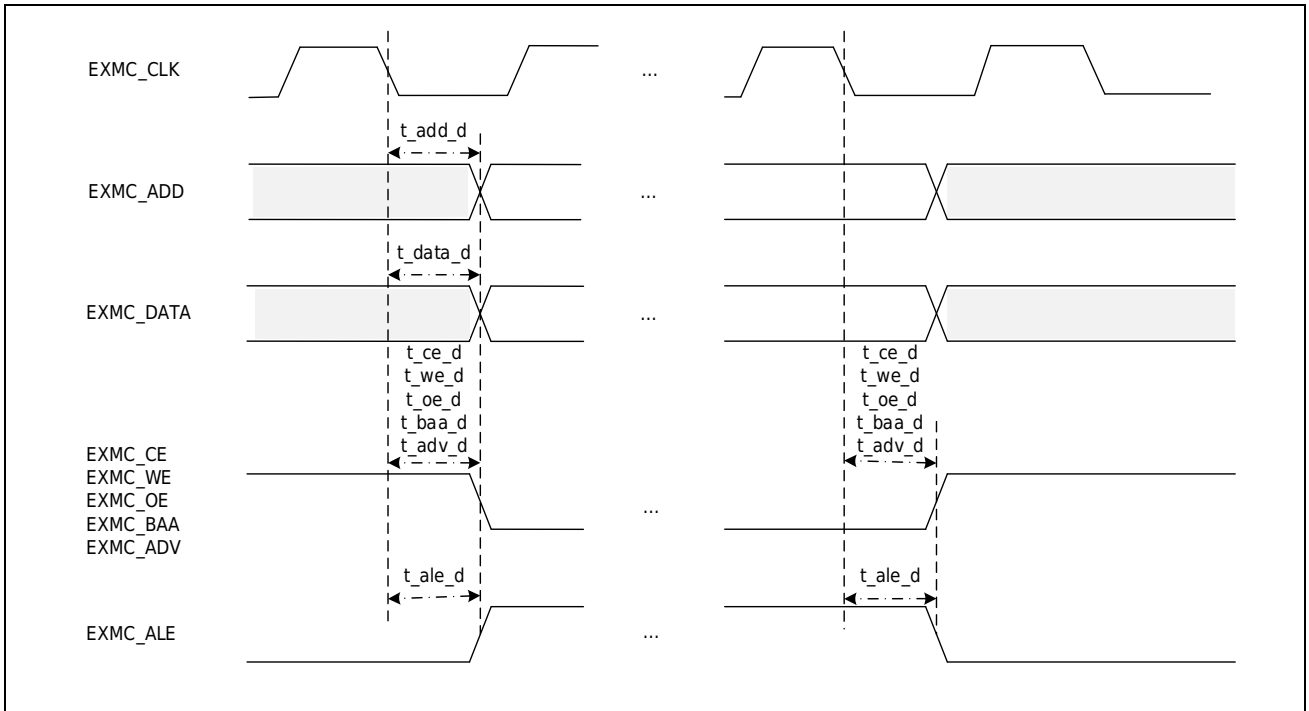 EXMC_CLK
...
t_add_d
EXMC_ADD
...
t_data_d
EXMC_DATA
...
t_ce_d
t_we_d
t_oe_d
t_baa_d
t_adv_d
t_ce_d
t_we_d
t_oe_d
t_baa_d
t_adv_d
EXMC_CE
EXMC_WE
EXMC_OE
EXMC_BAA
EXMC_ADV
...
t_ale_d
t_ale_d
EXMC_ALE
...